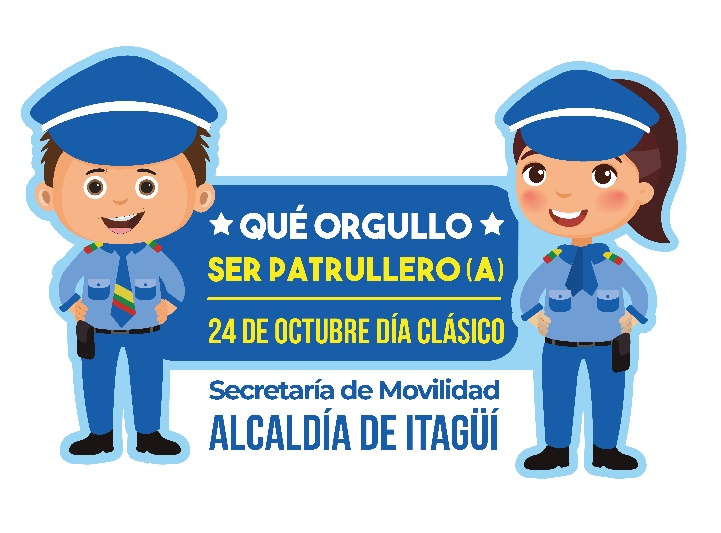 QUÉ ORGULLO
SER PATRULLERO (A)
24 DE OCTUBRE DÍA CLÁSICO
Secretaría de Movilidad
ALCALDÍA DE ITAGÜÍ